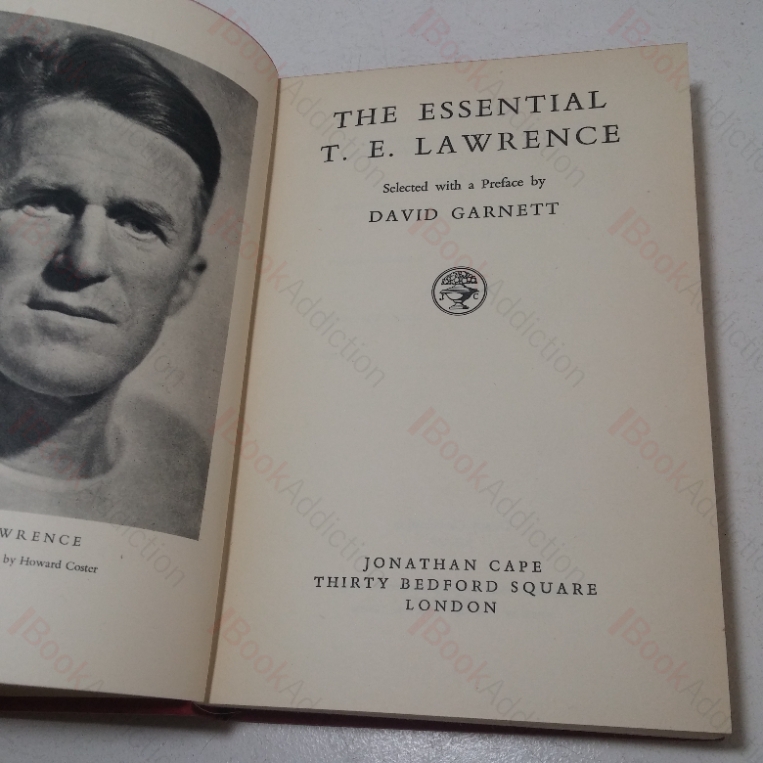 WRENCE
by Howard Coster
THE ESSENTIAL
T. E. LAWRENCE
Selected with a Preface by
DAVID GARNETT
J C
JONATHAN CAPE
THIRTY BEDFORD SQUARE
LONDON
BookAddiction